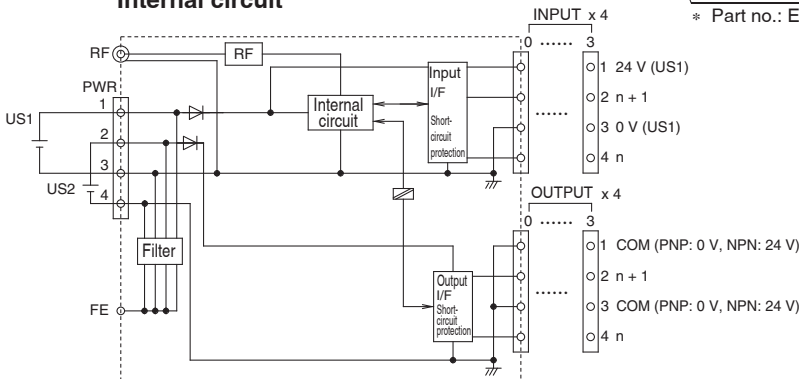 Internal circuit
INPUT x 4
* Part no.: E
RF
RF
0 ...... 3
PWR
Input
I/F
Short-
circuit
protection
1 24 V (US1)
2 n + 1
......
3 0 V (US1)
4 n
US1
1
2
3
4
US2
Internal
circuit
OUTPUT x 4
0 ...... 3
Filter
FE
Output
I/F
Short-
circuit
protection
1 COM (PNP: 0 V, NPN: 24 V)
2 n + 1
......
3 COM (PNP: 0 V, NPN: 24 V)
4 n